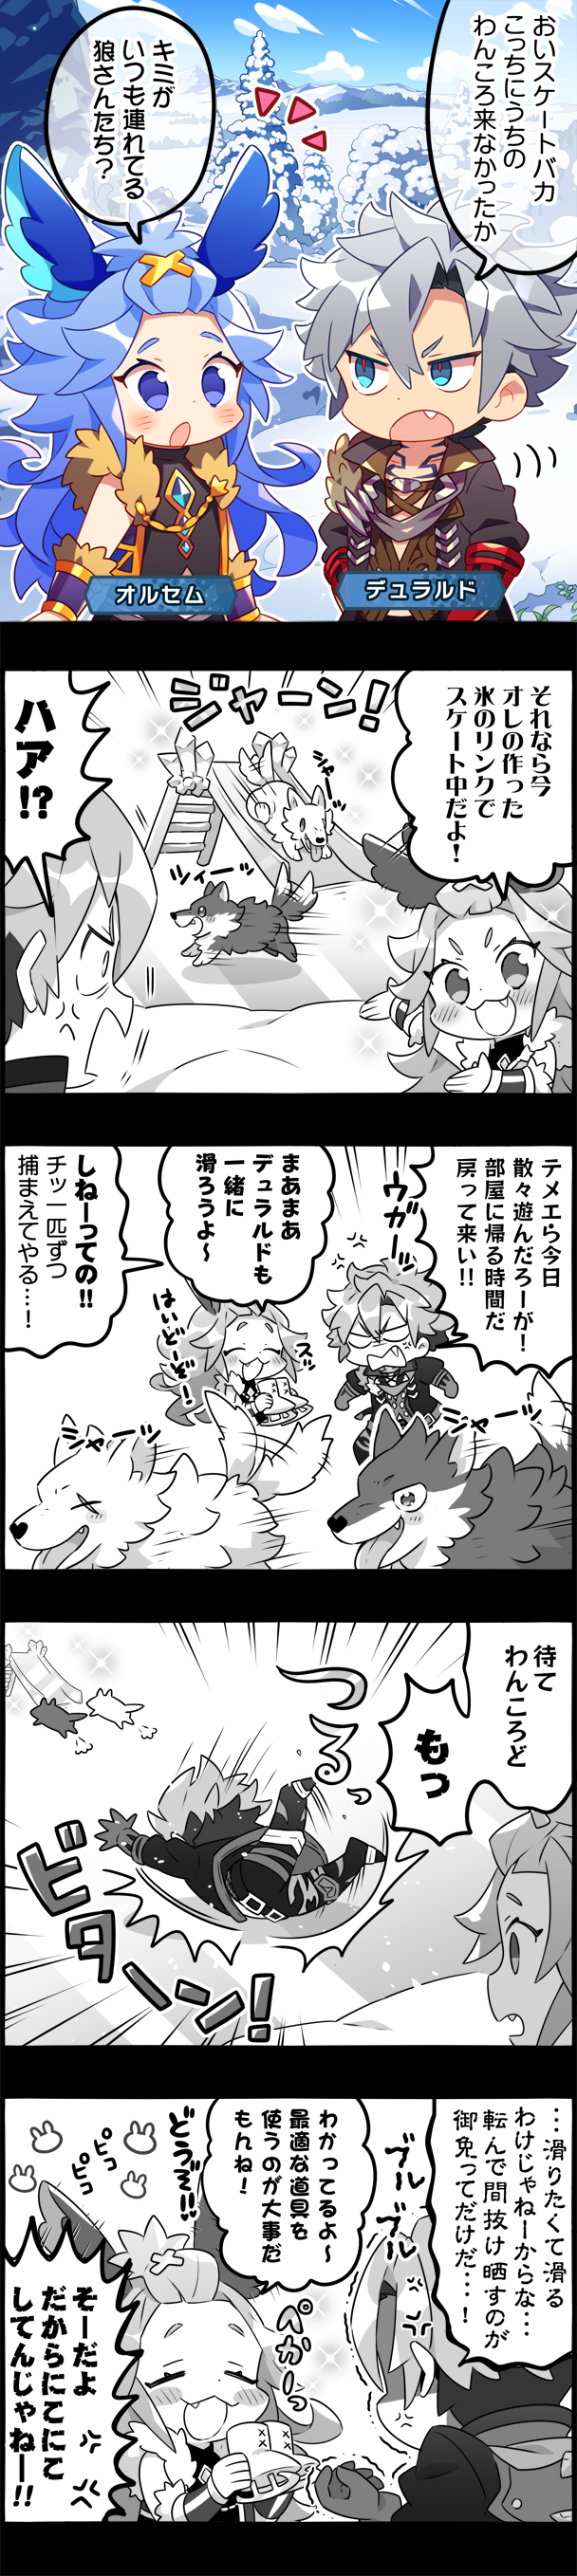 おいスケートバカ
こっちにうちの
わんころ来なかったか
キミが
いつも連れてる
狼さんたち？
オルセム
デュラルド
それなら今
オレの作った
氷のリンクで
スケート中だよ！
ジャーン！
シャーッ
ツィーッ
ハア!?
テメエら今日
散々遊んだろーが！
部屋に帰る時間だ
戻って来い!!
ウガーッ
まあまあ
デュラルドも
一緒に
滑ろうよ～
スッ
はいどーぞ！
しねーっての!!
チッ一匹ずつ
捕まえてやる…！
シャーッ
シャーッ
待て
わんころど
もっ
つるっ
ビターン！
…滑りたくて滑る
わけじゃねーからな…
転んで間抜け晒すのが
御免ってだけだ…！
ブル
ブル
わかってるよ～
最適な道具を
使うのが大事だ
もんね！
どうぞ!!
ピコ
ピコ
ぺかーっ
そーだよ
だからにこにこ
してんじゃねー!!